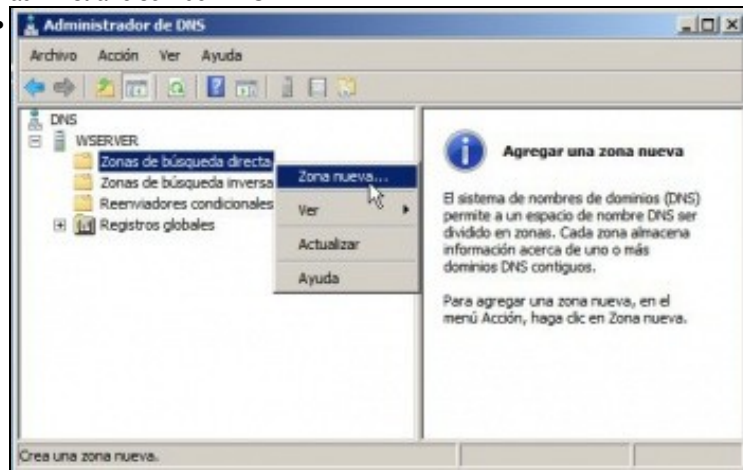 Administrador de DNS
Archivo Acción Ver Ayuda
DNS
WSERVER
Zonas de búsqueda directa
Zonas de búsqueda inversa
Reenviadores condicionales
Registros globales
Zona nueva...
Ver
Actualizar
Ayuda
Agregar una zona nueva
El sistema de nombres de dominios (DNS)
permite a un espacio de nombre DNS ser
dividido en zonas. Cada zona almacena
información acerca de uno o más
dominios DNS contiguos.
Para agregar una zona nueva, en el
menú Acción, haga clic en Zona nueva.
Crea una zona nueva.